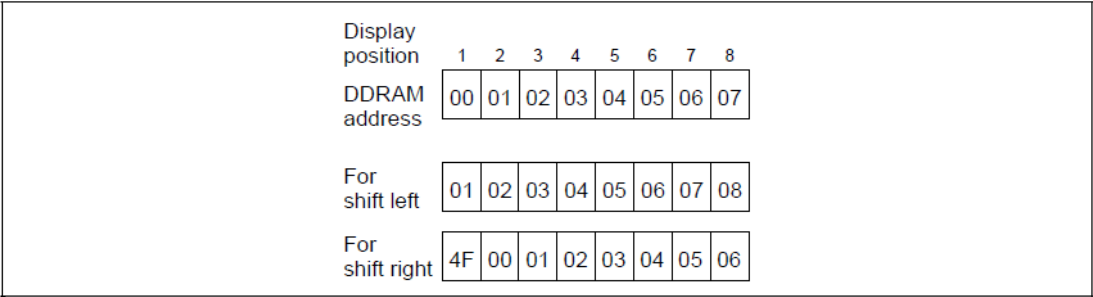 Display
position 1 2 3 4 5 6 7 8
DDRAM 00 01 02 03 04 05 06 07
address
For
shift left 01 02 03 04 05 06 07 08
For
shift right 4F 00 01 02 03 04 05 06